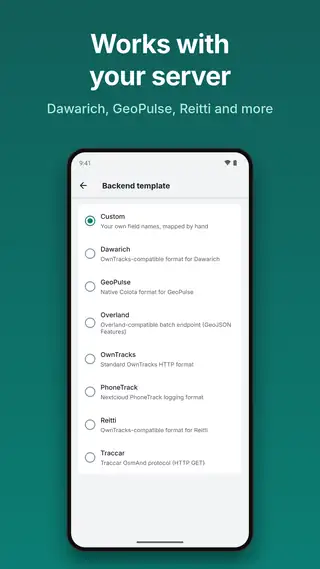 Works with
your server
Dawarich, GeoPulse, Reitti and more
9:41
Backend template
Custom
Your own field names, mapped by hand
Dawarich
OwnTracks-compatible format for Dawarich
GeoPulse
Native Colota format for GeoPulse
Overland
Overland-compatible batch endpoint (GeoJSON
Features)
OwnTracks
Standard OwnTracks HTTP format
PhoneTrack
Nextcloud PhoneTrack logging format
Reitti
OwnTracks-compatible format for Reitti
Traccar
Traccar OsmAnd protocol (HTTP GET)